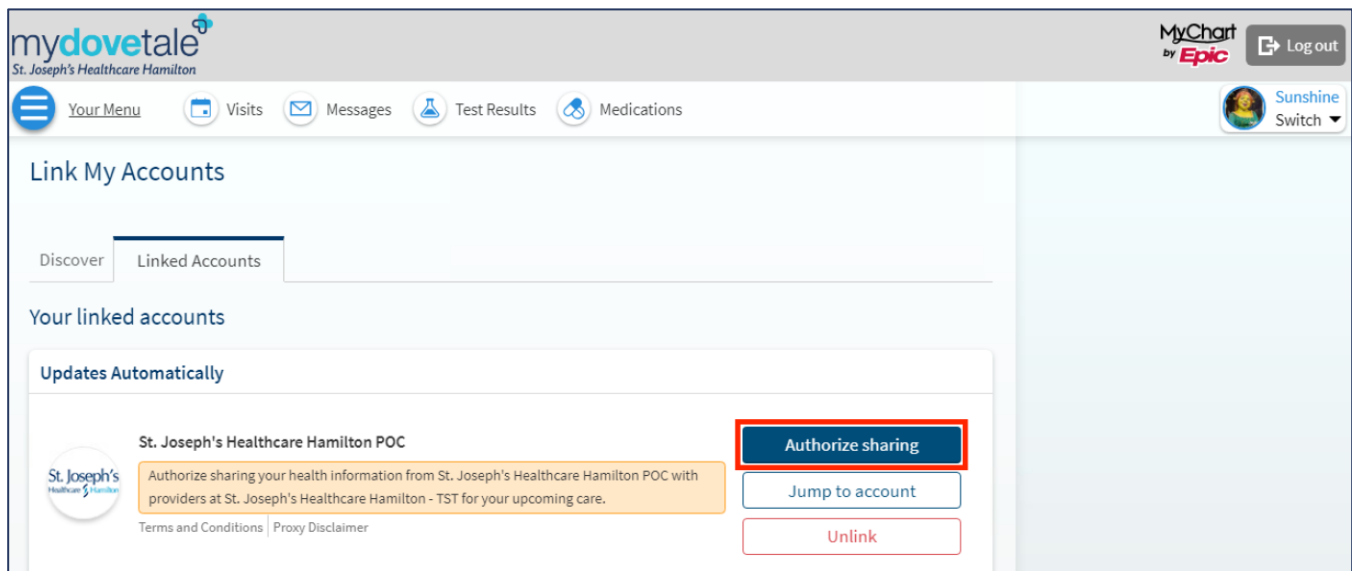 mydovetale
St. Joseph's Healthcare Hamilton
MyChart
by Epic
Log out
Your Menu
Visits
Messages
Test Results
Medications
Sunshine
Switch
Link My Accounts
Discover
Linked Accounts
Your linked accounts
Updates Automatically
St. Joseph's
Healthcare Hamilton
St. Joseph's Healthcare Hamilton POC
Authorize sharing your health information from St. Joseph's Healthcare Hamilton POC with
providers at St. Joseph's Healthcare Hamilton - TST for your upcoming care.
Terms and Conditions
Proxy Disclaimer
Authorize sharing
Jump to account
Unlink